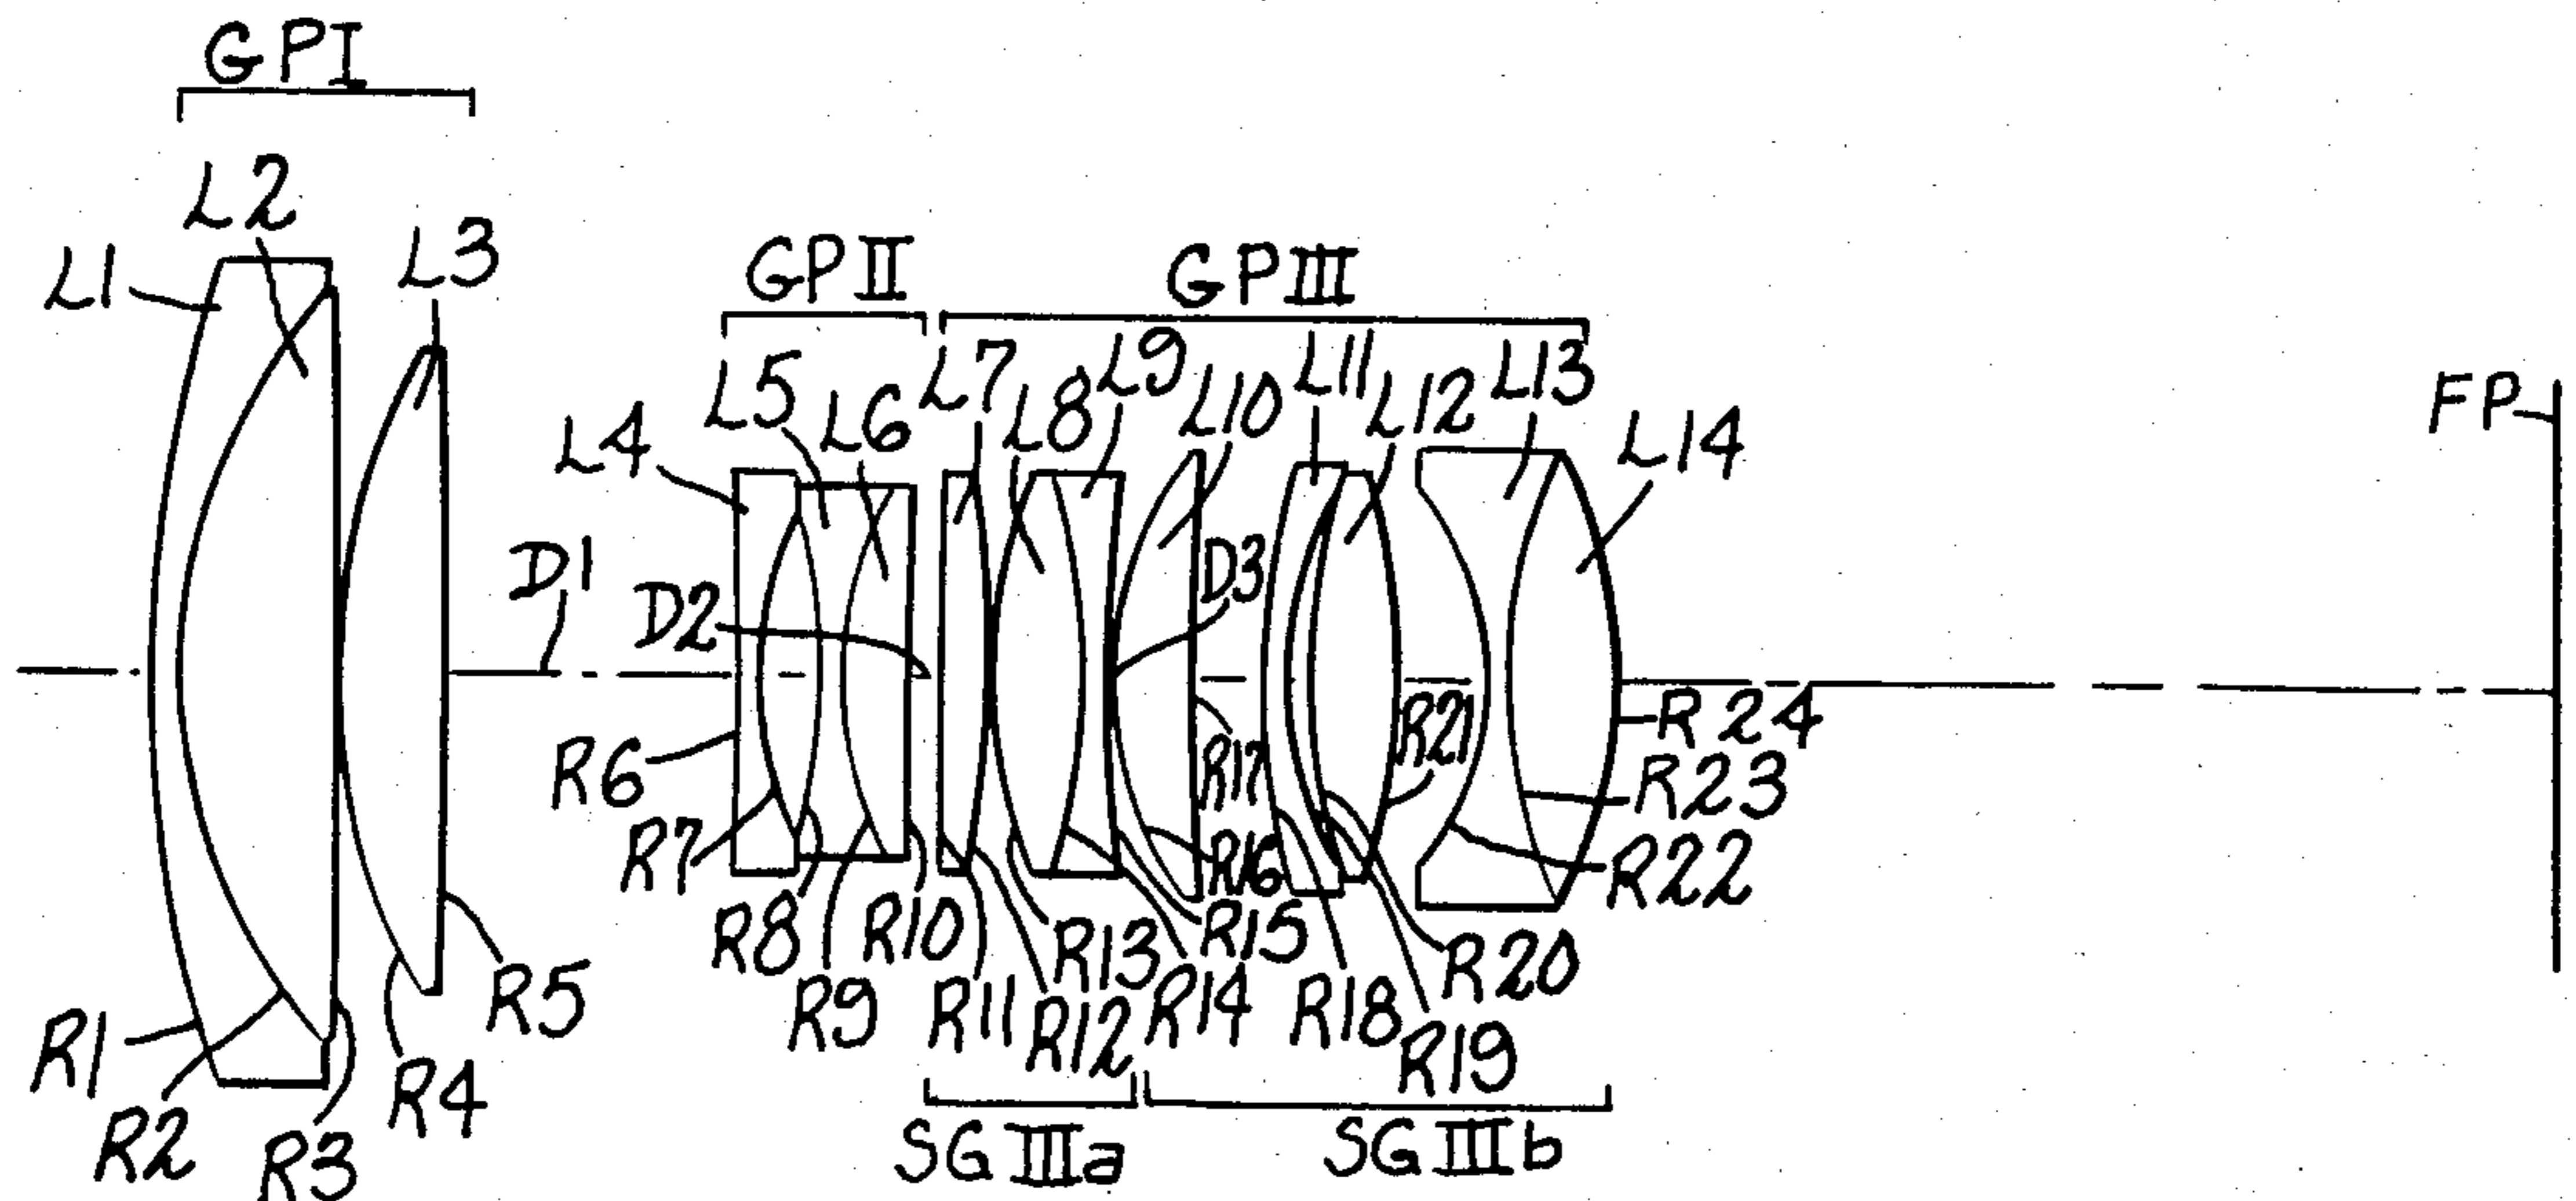 GPI
L2
L1
L3
GPII
GPIII
L5
L6
L7
L8
L9
L10
L11
L12
L13
L14
L4
FP
D1
D2
D3
R6
R7
R17
R21
R24
R23
R16
R22
R8
R10
R9
R11
R13
R12
R15
R14
R18
R20
R19
R5
R1
R4
R2
R3
SGIIIa
SGIIIb